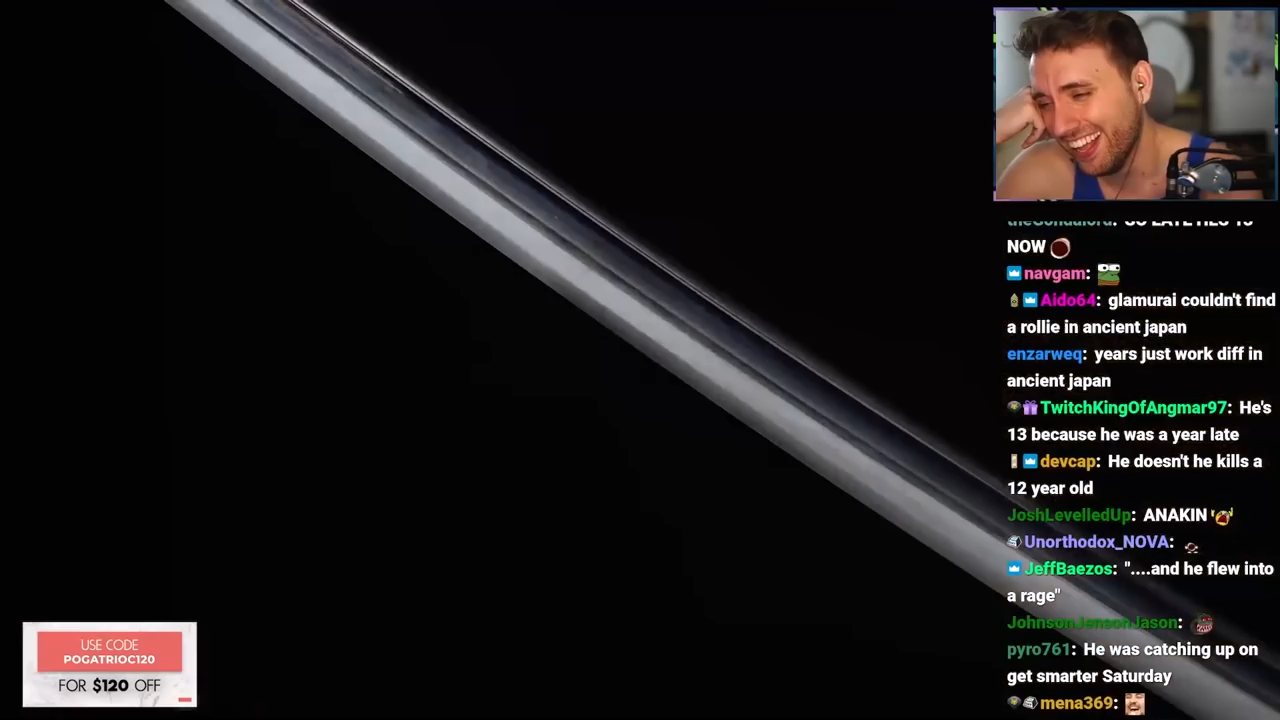 NOW
navgam:
Aido64: glamurai couldn't find
a rollie in ancient japan
enzarweq: years just work diff in
ancient japan
TwitchKingOfAngmar97: He's
13 because he was a year late
devcap: He doesn't he kills a
12 year old
JoshLevelledUp: ANAKIN
Unorthodox_NOVA:
JeffBaezos: "....and he flew into
a rage"
JohnsonJensonJason:
pyro761: He was catching up on
get smarter Saturday
mena369:
USE CODE
POGATRIOC120
FOR $120 OFF